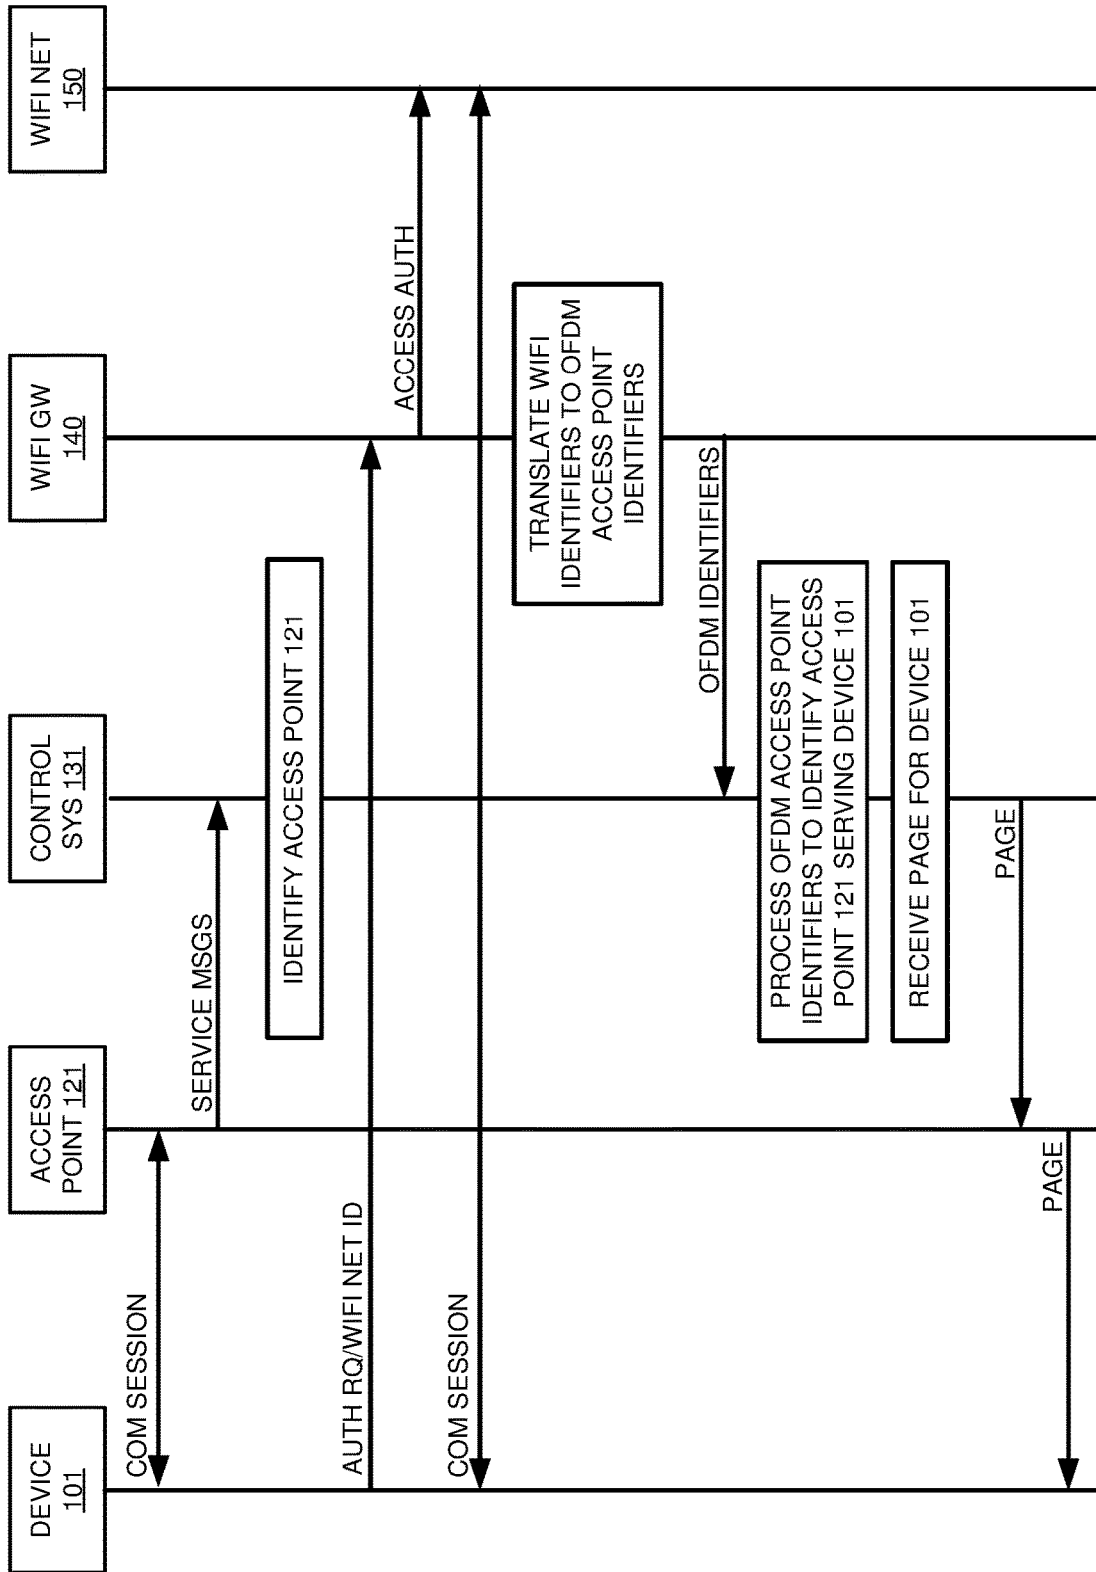 DEVICE
101
ACCESS
POINT 121
CONTROL
SYS 131
WIFI GW
140
WIFI NET
150
COM SESSION
SERVICE MSGS
IDENTIFY ACCESS POINT 121
AUTH RQ/WIFI NET ID
ACCESS AUTH
COM SESSION
TRANSLATE WIFI
IDENTIFIERS TO OFDM
ACCESS POINT
IDENTIFIERS
OFDM IDENTIFIERS
PROCESS OFDM ACCESS POINT
IDENTIFIERS TO IDENTIFY ACCESS
POINT 121 SERVING DEVICE 101
RECEIVE PAGE FOR DEVICE 101
PAGE
PAGE